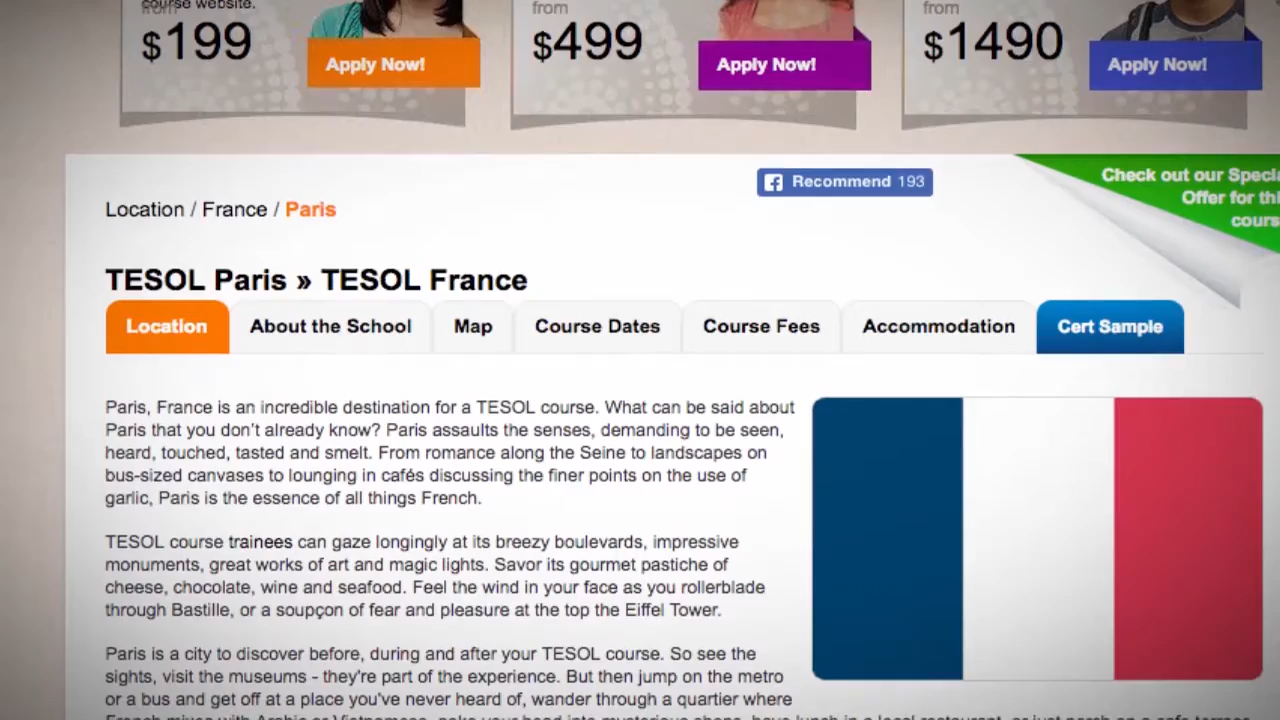 course website.
from
from
from
$199
$499
$1490
Apply Now!
Apply Now!
Apply Now!
Recommend 193
Check out our
Offer for
Location / France / Paris
TESOL Paris » TESOL France
Location
About the School
Map
Course Dates
Course Fees
Accommodation
Cert Sample
Paris, France is an incredible destination for a TESOL course. What can be said about
Paris that you don't already know? Paris assaults the senses, demanding to be seen,
heard, touched, tasted and smelt. From romance along the Seine to landscapes on
bus-sized canvases to lounging in cafés discussing the finer points on the use of
garlic, Paris is the essence of all things French.
TESOL course trainees can gaze longingly at its breezy boulevards, impressive
monuments, great works of art and magic lights. Savor its gourmet pastiche of
cheese, chocolate, wine and seafood. Feel the wind in your face as you rollerblade
through Bastille, or a soupçon of fear and pleasure at the top the Eiffel Tower.
Paris is a city to discover before, during and after your TESOL course. So see the
sights, visit the museums - they're part of the experience. But then jump on the metro
or a bus and get off at a place you've never heard of, wander through a quartier where